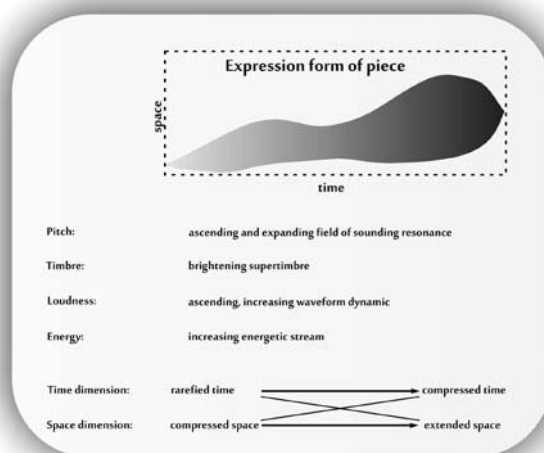 Expression form of piece
space
time
Pitch: ascending and expanding field of sounding resonance
Timbre: brightening supertimbre
Loudness: ascending, increasing waveform dynamic
Energy: increasing energetic stream
Time dimension: rarefied time compressed time
Space dimension: compressed space extended space